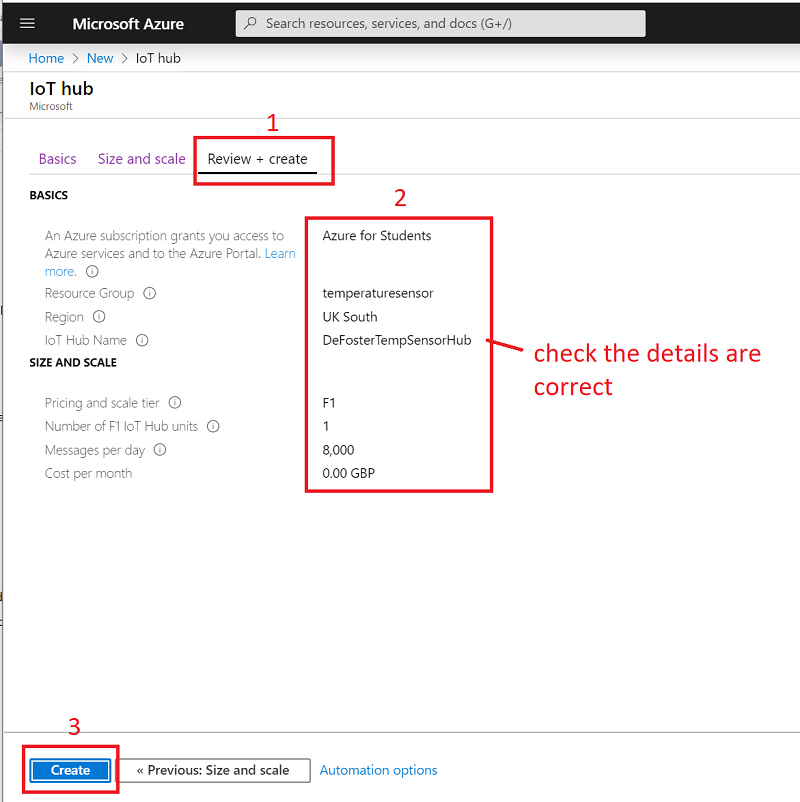 Microsoft Azure
Search resources, services, and docs (G+/)
Home > New > IoT hub
IoT hub
Microsoft
1
Basics Size and scale Review + create
BASICS
2
An Azure subscription grants you access to
Azure services and to the Azure Portal. Learn
more.
Azure for Students
Resource Group temperaturesensor
Region UK South
IoT Hub Name DeFosterTempSensorHub
check the details are
correct
SIZE AND SCALE
Pricing and scale tier F1
Number of F1 IoT Hub units 1
Messages per day 8,000
Cost per month 0.00 GBP
3
Create « Previous: Size and scale Automation options